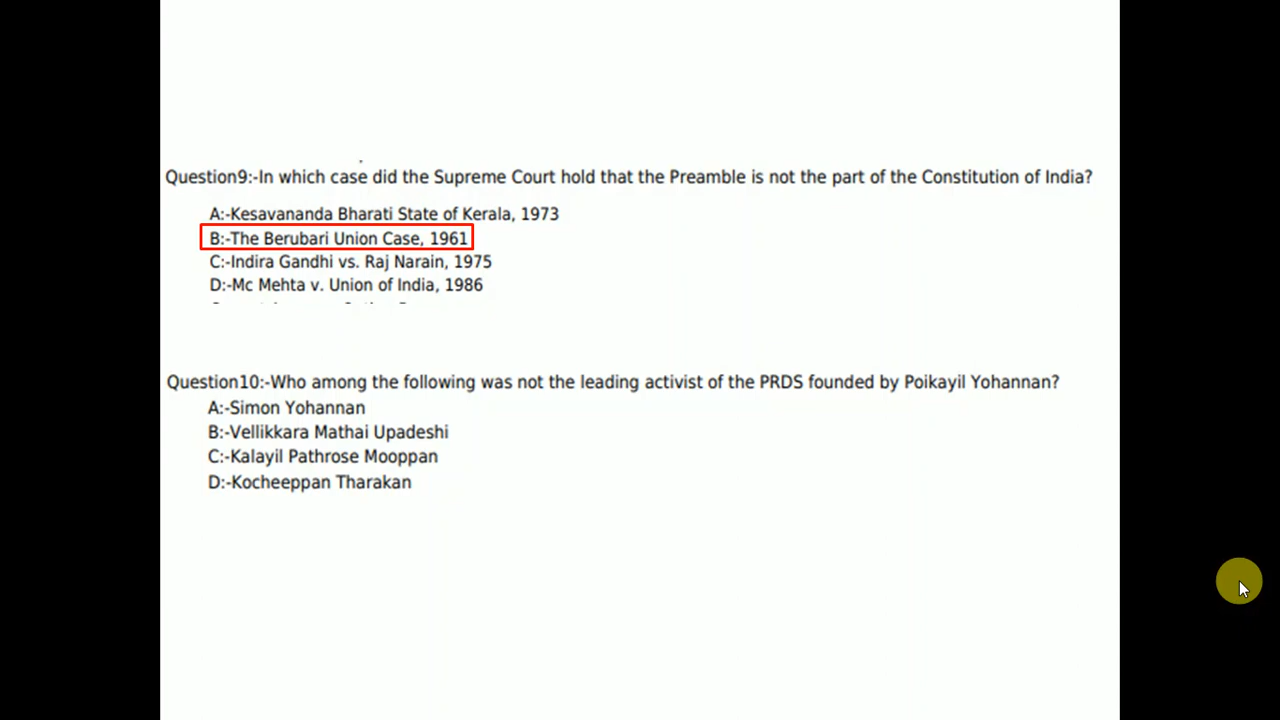 Question9:-In which case did the Supreme Court hold that the Preamble is not the part of the Constitution of India?
A:-Kesavananda Bharati State of Kerala, 1973
B:-The Berubari Union Case, 1961
C:-Indira Gandhi vs. Raj Narain, 1975
D:-Mc Mehta v. Union of India, 1986
Question10:-Who among the following was not the leading activist of the PRDS founded by Poikayil Yohannan?
A:-Simon Yohannan
B:-Vellikkara Mathai Upadeshi
C:-Kalayil Pathrose Mooppan
D:-Kocheeppan Tharakan